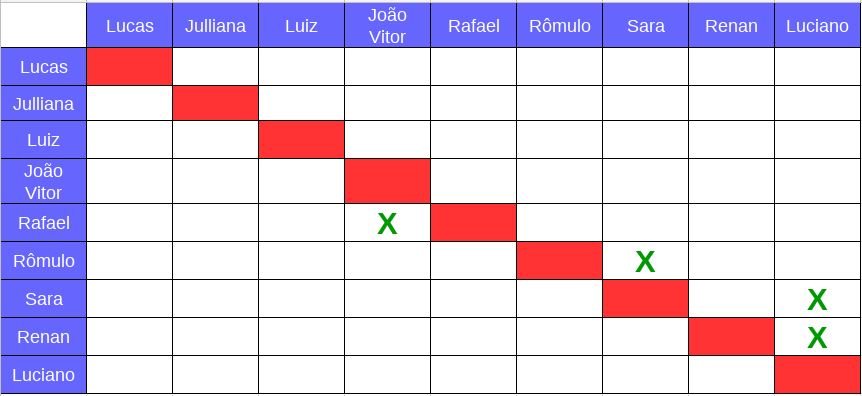 Lucas Julliana Luiz João Vitor Rafael Rômulo Sara Renan Luciano
Lucas
Julliana
Luiz
João
Vitor
Rafael X
Rômulo X
Sara X
Renan X
Luciano